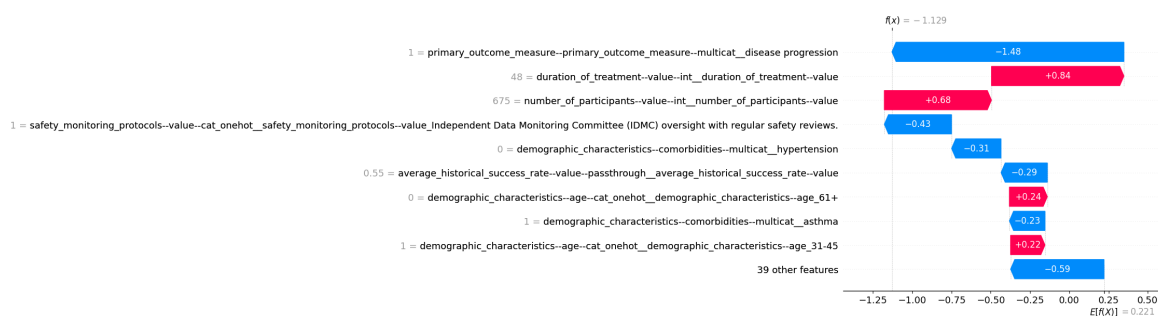 f(x) = −1.129
1 = primary_outcome_measure--primary_outcome_measure--multicat__disease progression
−1.48
48 = duration_of_treatment--value--int__duration_of_treatment--value
+0.84
675 = number_of_participants--value--int__number_of_participants--value
+0.68
1 = safety_monitoring_protocols--value--cat_onehot__safety_monitoring_protocols--value_Independent Data Monitoring Committee (IDMC) oversight with regular safety reviews.
−0.43
0 = demographic_characteristics--comorbidities--multicat__hypertension
−0.31
0.55 = average_historical_success_rate--value--passthrough__average_historical_success_rate--value
−0.29
0 = demographic_characteristics--age--cat_onehot__demographic_characteristics--age_61+
+0.24
1 = demographic_characteristics--comorbidities--multicat__asthma
−0.23
1 = demographic_characteristics--age--cat_onehot__demographic_characteristics--age_31-45
+0.22
39 other features
−0.59
−1.25 −1.00 −0.75 −0.50 −0.25 0.00 0.25 0.50
E[f(X)] = 0.221